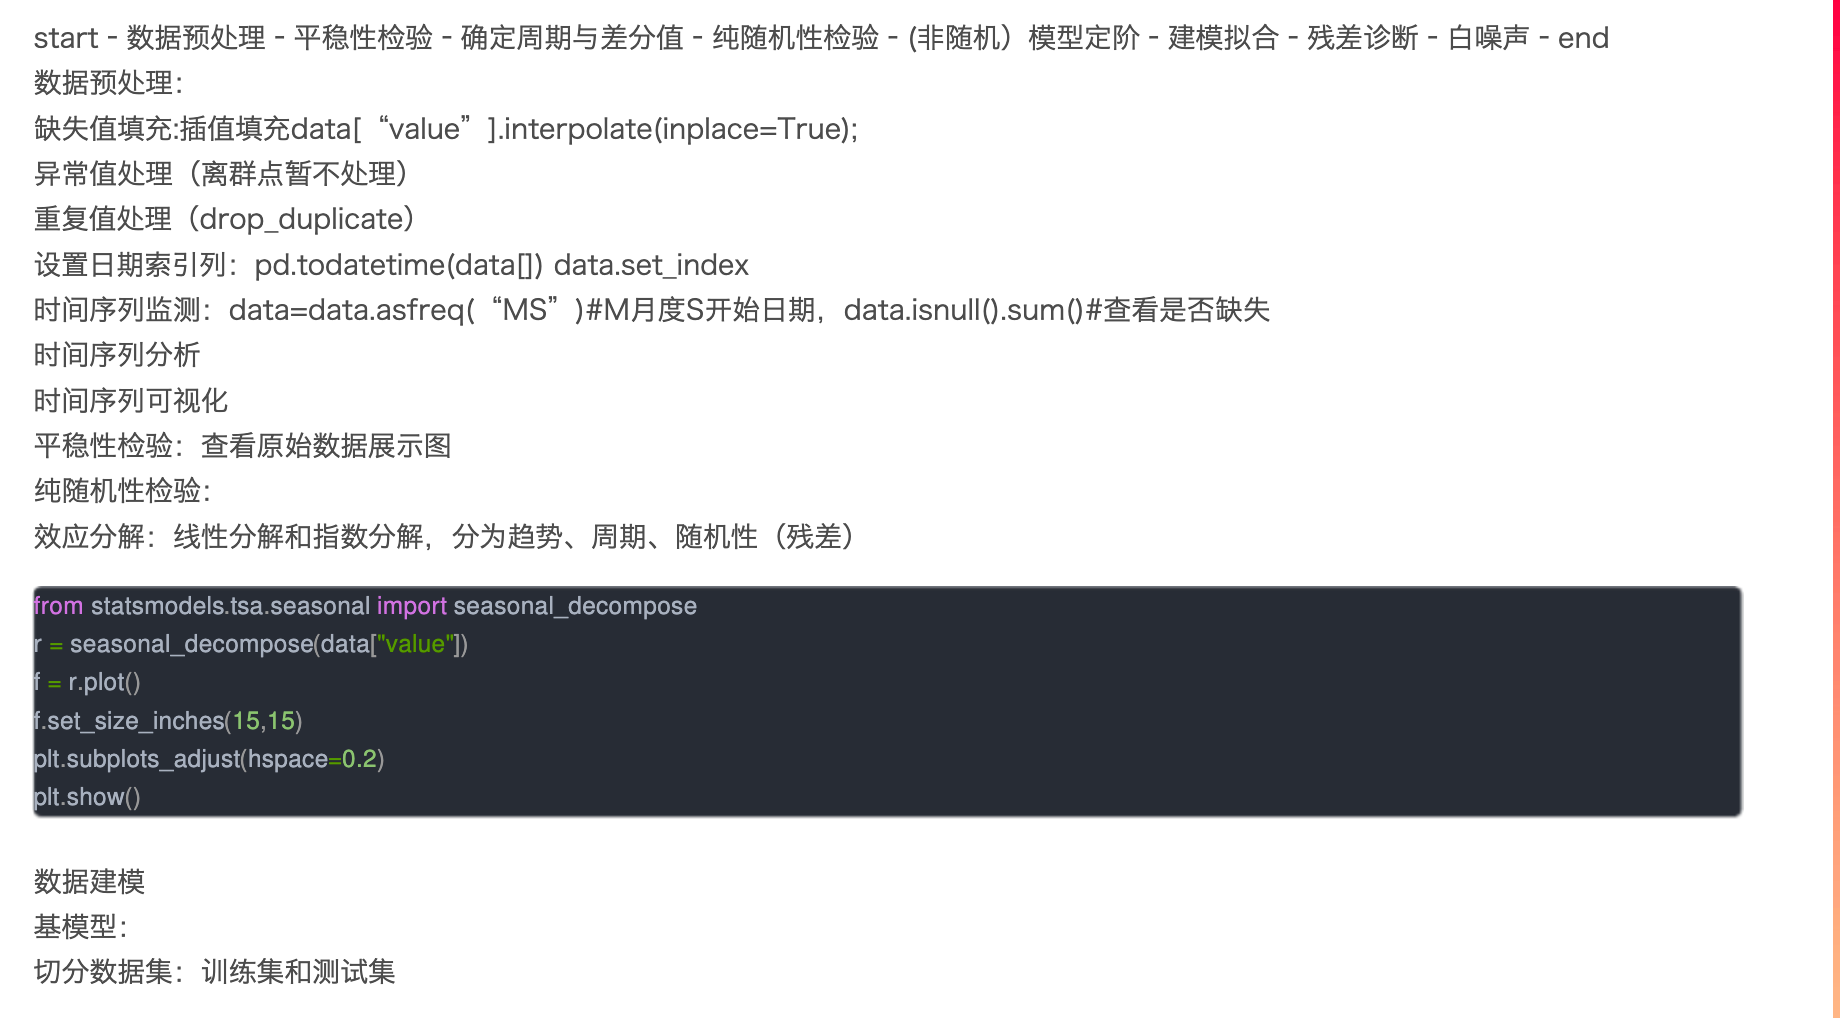 start - 数据预处理 - 平稳性检验 - 确定周期与差分值 - 纯随机性检验 - (非随机）模型定阶 - 建模拟合 - 残差诊断 - 白噪声 - end
数据预处理：
缺失值填充:插值填充data[“value”].interpolate(inplace=True);
异常值处理（离群点暂不处理）
重复值处理（drop_duplicate）
设置日期索引列：pd.todatetime(data[]) data.set_index
时间序列监测：data=data.asfreq(“MS”)#M月度S开始日期，data.isnull().sum()#查看是否缺失
时间序列分析
时间序列可视化
平稳性检验：查看原始数据展示图
纯随机性检验：
效应分解：线性分解和指数分解，分为趋势、周期、随机性（残差）
from statsmodels.tsa.seasonal import seasonal_decompose
r = seasonal_decompose(data["value"])
f = r.plot()
f.set_size_inches(15,15)
plt.subplots_adjust(hspace=0.2)
plt.show()
数据建模
基模型：
切分数据集：训练集和测试集